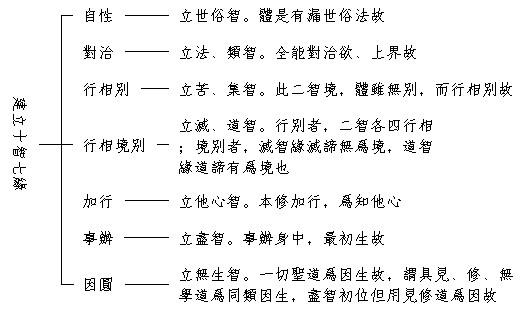 建立十智七緣
自性 立世俗智。體是有漏世俗法故
對治 立法、類智。全能對治欲、上界故
行相別 立苦、集智。此二智境，體雖無別，而行相別故
行相境別 立滅、道智。行別者，二智各四行相
；境別者，滅智緣滅諦無爲境，道智
緣道諦有爲境也
加行 立他心智。本修加行，爲知他心
事辦 立盡智。事辦身中，最初生故
因圓 立無生智。一切聖道爲因生故，謂具見、修、無
學道爲同類因生，盡智初位但用見修道爲因故